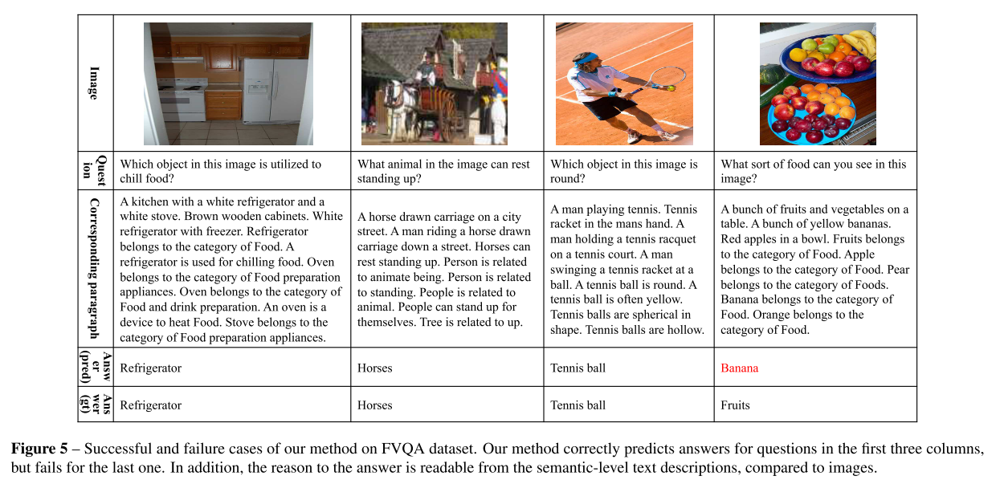 Image
Quest
ion
Which object in this image is utilized to
chill food?
What animal in the image can rest
standing up?
Which object in this image is
round?
What sort of food can you see in this
image?
Corresponding paragraph
A kitchen with a white refrigerator and a
white stove. Brown wooden cabinets. White
refrigerator with freezer. Refrigerator
belongs to the category of Food. A
refrigerator is used for chilling food. Oven
belongs to the category of Food preparation
appliances. Oven belongs to the category of
Food and drink preparation. An oven is a
device to heat Food. Stove belongs to the
category of Food preparation appliances.
A horse drawn carriage on a city
street. A man riding a horse drawn
carriage down a street. Horses can
rest standing up. Person is related
to animate being. Person is related
to standing. People is related to
animal. People can stand up for
themselves. Tree is related to up.
A man playing tennis. Tennis
racket in the mans hand. A
man holding a tennis racquet
on a tennis court. A man
swinging a tennis racket at a
ball. A tennis ball is round. A
tennis ball is often yellow.
Tennis balls are spherical in
shape. Tennis balls are hollow.
A bunch of fruits and vegetables on a
table. A bunch of yellow bananas.
Red apples in a bowl. Fruits belongs
to the category of Food. Apple
belongs to the category of Food. Pear
belongs to the category of Foods.
Banana belongs to the category of
Food. Orange belongs to the
category of Food.
Answ
er
(pred)
Refrigerator
Horses
Tennis ball
Banana
Ans
wer
(gt)
Refrigerator
Horses
Tennis ball
Fruits
Figure 5 – Successful and failure cases of our method on FVQA dataset. Our method correctly predicts answers for questions in the first three columns,
but fails for the last one. In addition, the reason to the answer is readable from the semantic-level text descriptions, compared to images.